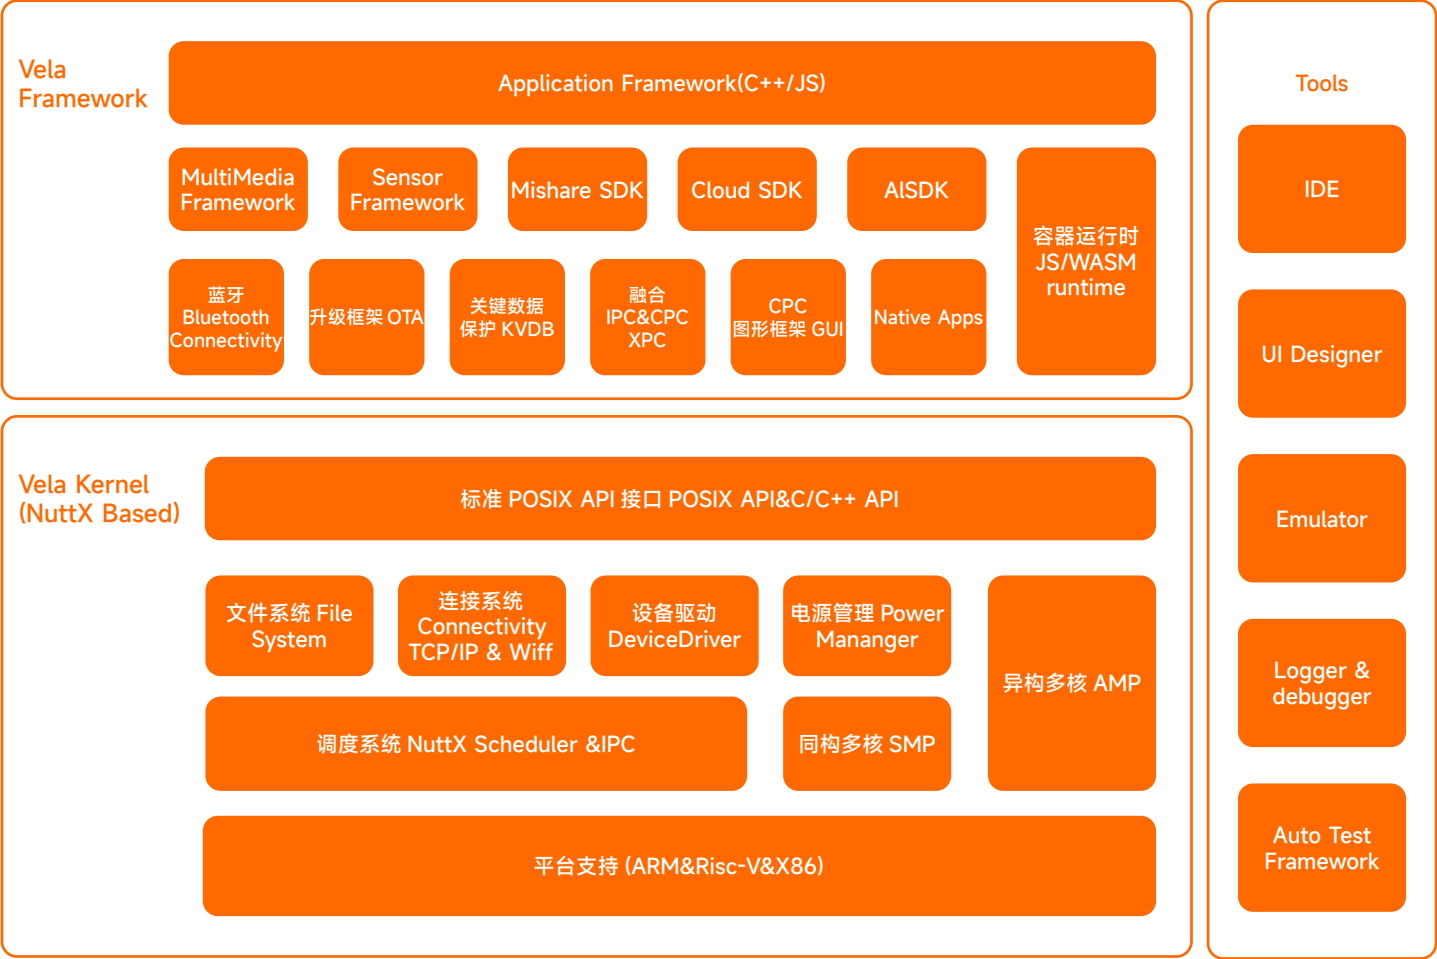 Vela
Framework
Application Framework(C++/JS)
MultiMedia
Framework
Sensor
Framework
Mishare SDK
Cloud SDK
AISDK
容器运行时
JS/WASM
runtime
蓝牙
Bluetooth
Connectivity
升级框架 OTA
关键数据
保护 KVDB
融合
IPC&CPC
XPC
CPC
图形框架 GUI
Native Apps
Vela Kernel
(NuttX Based)
标准 POSIX API 接口 POSIX API&C/C++ API
文件系统 File
System
连接系统
Connectivity
TCP/IP & Wiff
设备驱动
DeviceDriver
电源管理 Power
Mananger
异构多核 AMP
调度系统 NuttX Scheduler &IPC
同构多核 SMP
平台支持 (ARM&Risc-V&X86)
Tools
IDE
UI Designer
Emulator
Logger &
debugger
Auto Test
Framework